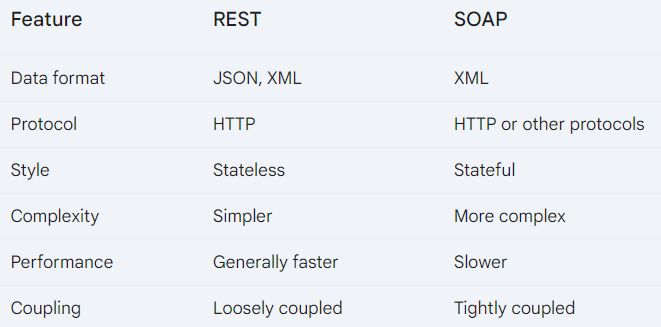 Feature REST SOAP
Data format JSON, XML XML
Protocol HTTP HTTP or other protocols
Style Stateless Stateful
Complexity Simpler More complex
Performance Generally faster Slower
Coupling Loosely coupled Tightly coupled